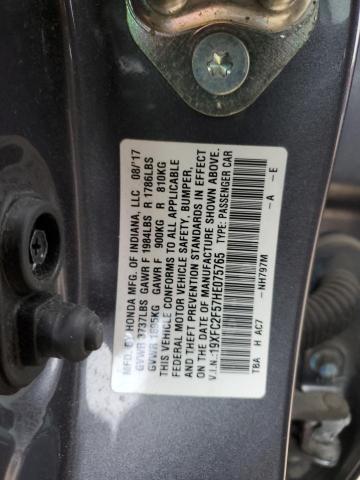 MFD. BY HONDA MFG. OF INDIANA, LLC 08/'17
GVWR 3737LBS GAWR F 1984LBS R 1786LBS
GVWR 1695KG GAWR F 900KG R 810KG
THIS VEHICLE CONFORMS TO ALL APPLICABLE
FEDERAL MOTOR VEHICLE SAFETY, BUMPER,
AND THEFT PREVENTION STANDARDS IN EFFECT
ON THE DATE OF MANUFACTURE SHOWN ABOVE.
V.I.N.:19XFC2F57HE075765 TYPE: PASSENGER CAR
-NH797M -A -E
TBA H AC7